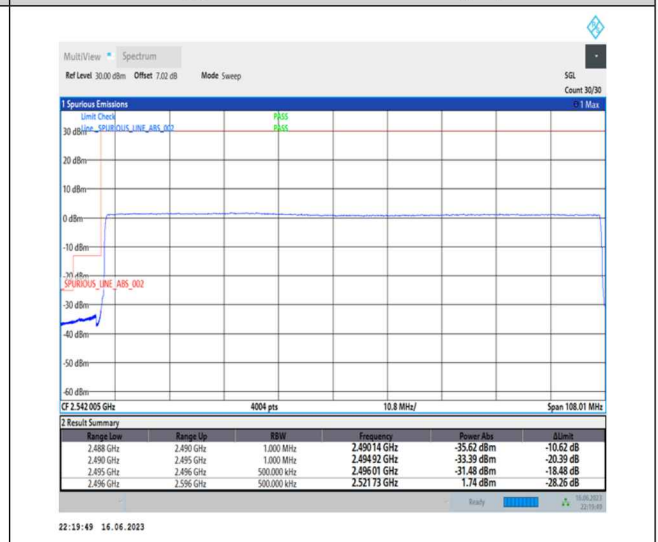 MultiView Spectrum
Ref Level 30.00 dBm Offset 7.02 dB Mode Sweep SGL
Count 30/30
1 Spurious Emissions 1 Max
Limit Check PASS
Line _SPURIOUS_LINE_ABS_002 PASS
30 dBm
20 dBm
10 dBm
0 dBm
-10 dBm
-20 dBm
SPURIOUS_LINE_ABS_002
-30 dBm
-40 dBm
-50 dBm
-60 dBm
CF 2.542 005 GHz 4004 pts 10.8 MHz/ Span 108.01 MHz
2 Result Summary
Range Low Range Up RBW Frequency Power Abs ΔLimit
2.488 GHz 2.490 GHz 1.000 MHz 2.490 14 GHz -35.62 dBm -10.62 dB
2.490 GHz 2.495 GHz 1.000 MHz 2.494 92 GHz -33.39 dBm -20.39 dB
2.495 GHz 2.496 GHz 500.000 kHz 2.496 01 GHz -31.48 dBm -18.48 dB
2.496 GHz 2.596 GHz 500.000 kHz 2.521 73 GHz 1.74 dBm -28.26 dB
Ready 16.06.2023
22:19:49
22:19:49 16.06.2023